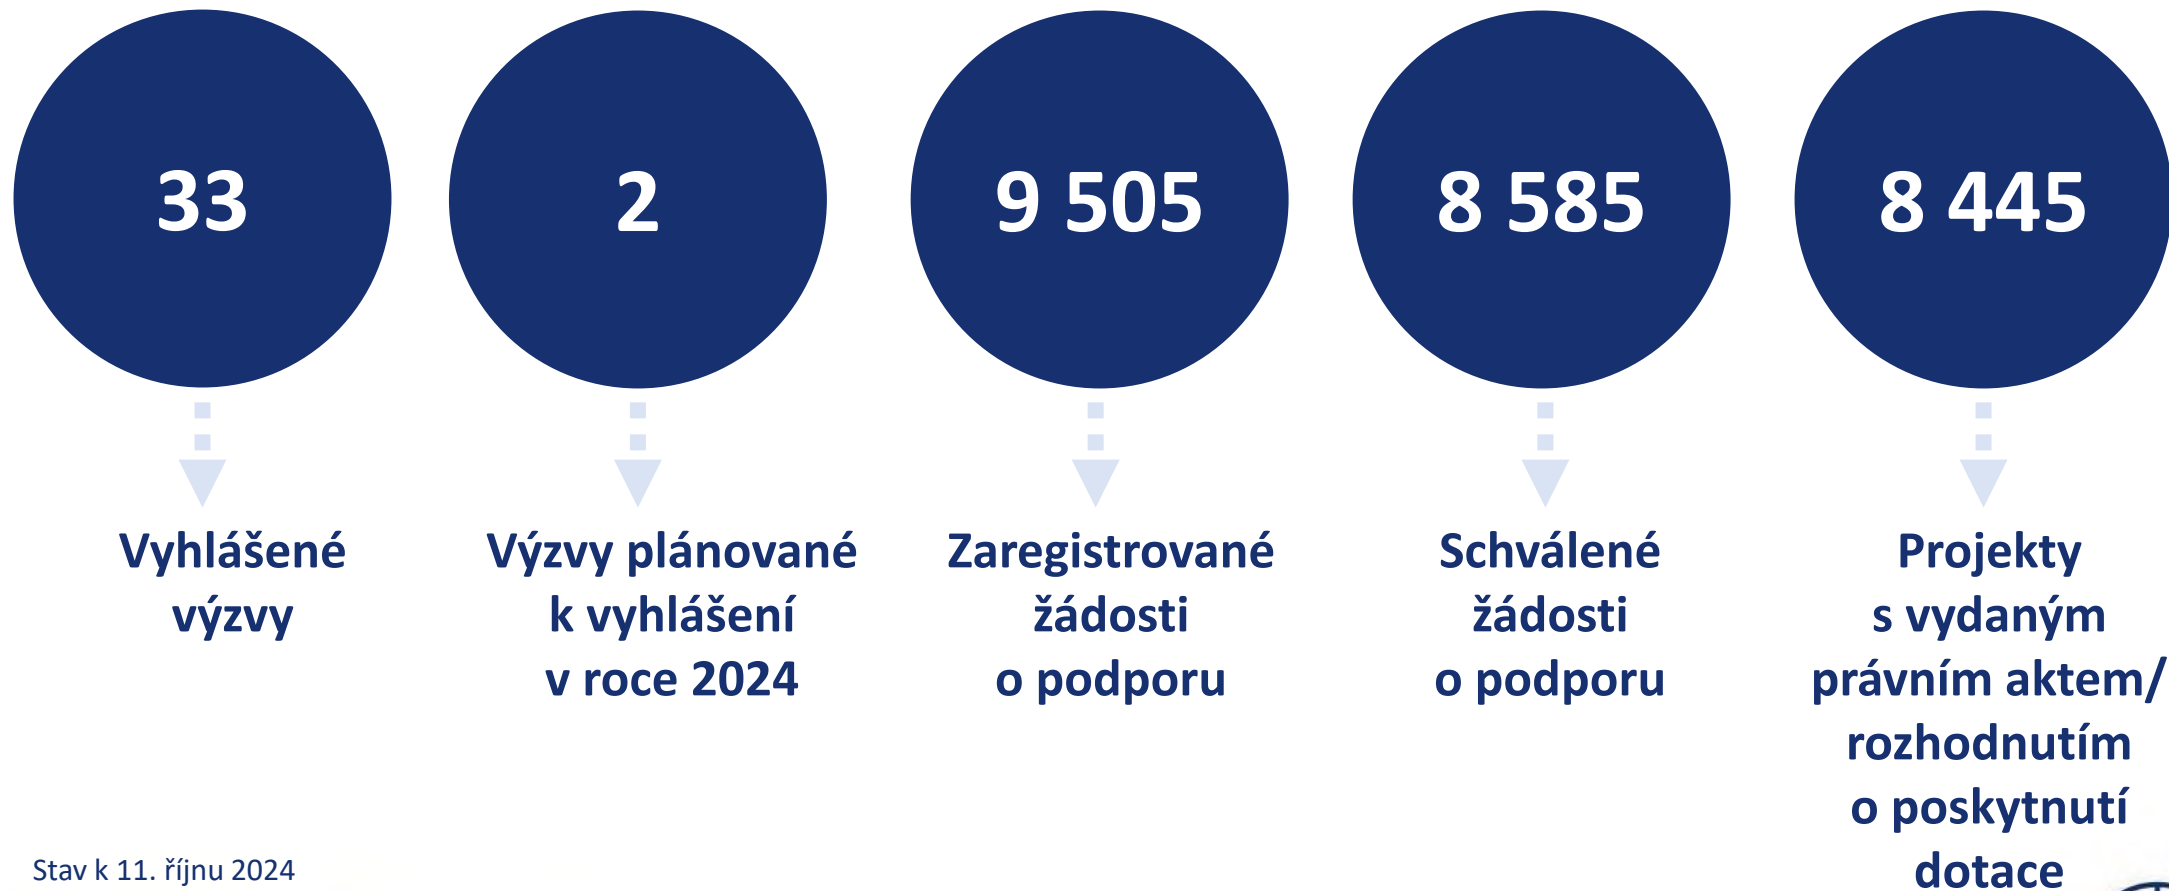 33
2
9 505
8 585
8 445
Vyhlášené
výzvy
Výzvy plánované
k vyhlášení
v roce 2024
Zaregistrované
žádosti
o podporu
Schválené
žádosti
o podporu
Projekty
s vydaným
právním aktem/
rozhodnutím
o poskytnutí
dotace
Stav k 11. říjnu 2024